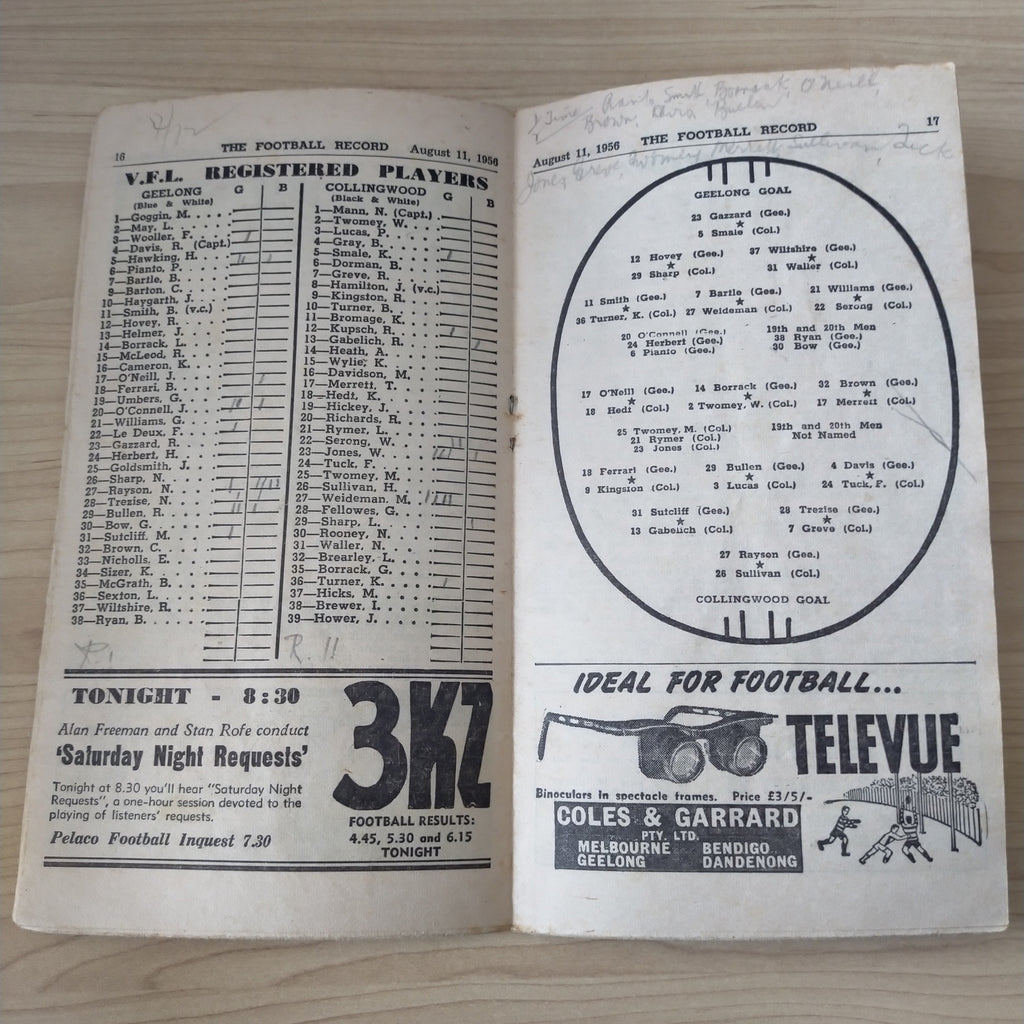 16 THE FOOTBALL RECORD August 11, 1956
V.F.L. REGISTERED PLAYERS
GEELONG G B
(Blue & White)
1—Goggin, M.
2—May, L.
3—Wooller, F.
4—Davis, R. (Capt.)
5—Hawking, H.
6—Pianto, P.
7—Bartle, B.
9—Barton, C.
10—Haygarth, J.
11—Smith, B. (v.c.)
12—Hovey, R.
13—Helmer, J.
14—Borrack, L.
15—McLeod, R.
16—Cameron, K.
17—O'Neill, J.
18—Ferrari, B.
19—Umbers, G.
20—O'Connell, J.
21—Williams, G.
22—Le Deux, F.
23—Gazzard, R.
24—Herbert, H.
25—Goldsmith, J.
26—Sharp, N.
27—Rayson, N.
28—Trezise, N.
29—Bullen, R.
30—Bow, G.
31—Sutcliff, M.
32—Brown, C.
33—Nicholls, E.
34—Sizer, K.
35—McGrath, B.
36—Sexton, L.
37—Wiltshire, R.
38—Ryan, B.
COLLINGWOOD G B
(Black & White)
1—Mann, N. (Capt.)
2—Twomey, W.
3—Lucas, P.
4—Gray, B.
5—Smale, K.
6—Dorman, B.
7—Greve, R.
8—Hamilton, J. (v.c.)
9—Kingston, R.
10—Turner, B.
11—Bromage, K.
12—Kupsch, R.
13—Gabelich, R.
14—Heath, A.
15—Wylie, K.
16—Davidson, M.
17—Merrett, T.
18—Hedt, K.
19—Hickey, J.
20—Richards, R.
21—Rymer, L.
22—Serong, W.
23—Jones, W.
24—Tuck, F.
25—Twomey, M.
26—Sullivan, H.
27—Weideman, M.
28—Fellowes, G.
29—Sharp, L.
30—Rooney, N.
31—Waller, N.
32—Brearley, L.
35—Borrack, G.
36—Turner, K.
37—Hicks, M.
38—Brewer, I.
39—Hower, J.
TONIGHT - 8:30
Alan Freeman and Stan Rofe conduct
'Saturday Night Requests'
Tonight at 8.30 you'll hear "Saturday Night
Requests", a one-hour session devoted to the
playing of listeners' requests.
Pelaco Football Inquest 7.30
3KZ
FOOTBALL RESULTS:
4.45, 5.30 and 6.15
TONIGHT
August 11, 1956 THE FOOTBALL RECORD 17
GEELONG GOAL
23 Gazzard (Gee.)
5 Smale (Col.)
12 Hovey (Gee.) 37 Wiltshire (Gee.)
29 Sharp (Col.) 31 Waller (Col.)
11 Smith (Gee.) 7 Bartle (Gee.) 21 Williams (Gee.)
36 Turner, K. (Col.) 27 Weideman (Col.) 22 Serong (Col.)
20 O'Connell (Gee.) 19th and 20th Men
24 Herbert (Gee.) 38 Ryan (Gee.)
6 Pianto (Gee.) 30 Bow (Gee.)
17 O'Neill (Gee.) 14 Borrack (Gee.) 32 Brown (Gee.)
18 Hedt (Col.) 2 Twomey, W. (Col.) 17 Merrett (Col.)
25 Twomey, M. (Col.) 19th and 20th Men
21 Rymer (Col.) Not Named
23 Jones (Col.)
18 Ferrari (Gee.) 29 Bullen (Gee.) 4 Davis (Gee.)
9 Kingston (Col.) 3 Lucas (Col.) 24 Tuck, F. (Col.)
31 Sutcliff (Gee.) 28 Trezise (Gee.)
13 Gabelich (Col.) 7 Greve (Col.)
27 Rayson (Gee.)
26 Sullivan (Col.)
COLLINGWOOD GOAL
IDEAL FOR FOOTBALL...
TELEVUE
Binoculars in spectacle frames. Price £3/5/-
COLES & GARRARD
PTY. LTD.
MELBOURNE BENDIGO
GEELONG DANDENONG